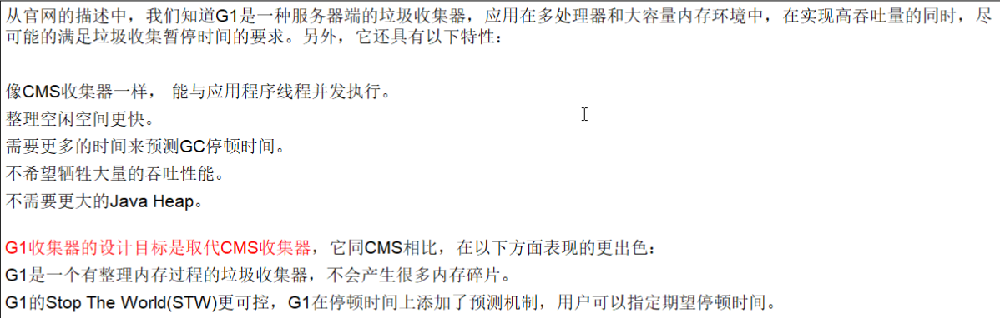 从官网的描述中，我们知道G1是一种服务器端的垃圾收集器，应用在多处理器和大容量内存环境中，在实现高吞吐量的同时，尽
可能的满足垃圾收集暂停时间的要求。另外，它还具有以下特性：
像CMS收集器一样， 能与应用程序线程并发执行。
整理空闲空间更快。
需要更多的时间来预测GC停顿时间。
不希望牺牲大量的吞吐性能。
不需要更大的Java Heap。
G1收集器的设计目标是取代CMS收集器，它同CMS相比，在以下方面表现的更出色：
G1是一个有整理内存过程的垃圾收集器，不会产生很多内存碎片。
G1的Stop The World(STW)更可控，G1在停顿时间上添加了预测机制，用户可以指定期望停顿时间。